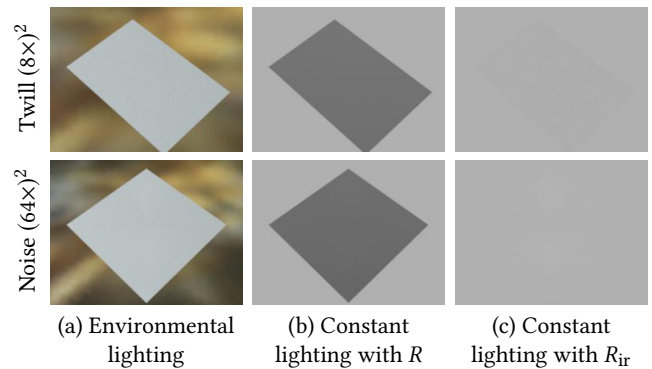 Twill (8×)²
Noise (64×)²
(a) Environmental
lighting
(b) Constant
lighting with R
(c) Constant
lighting with R_ir